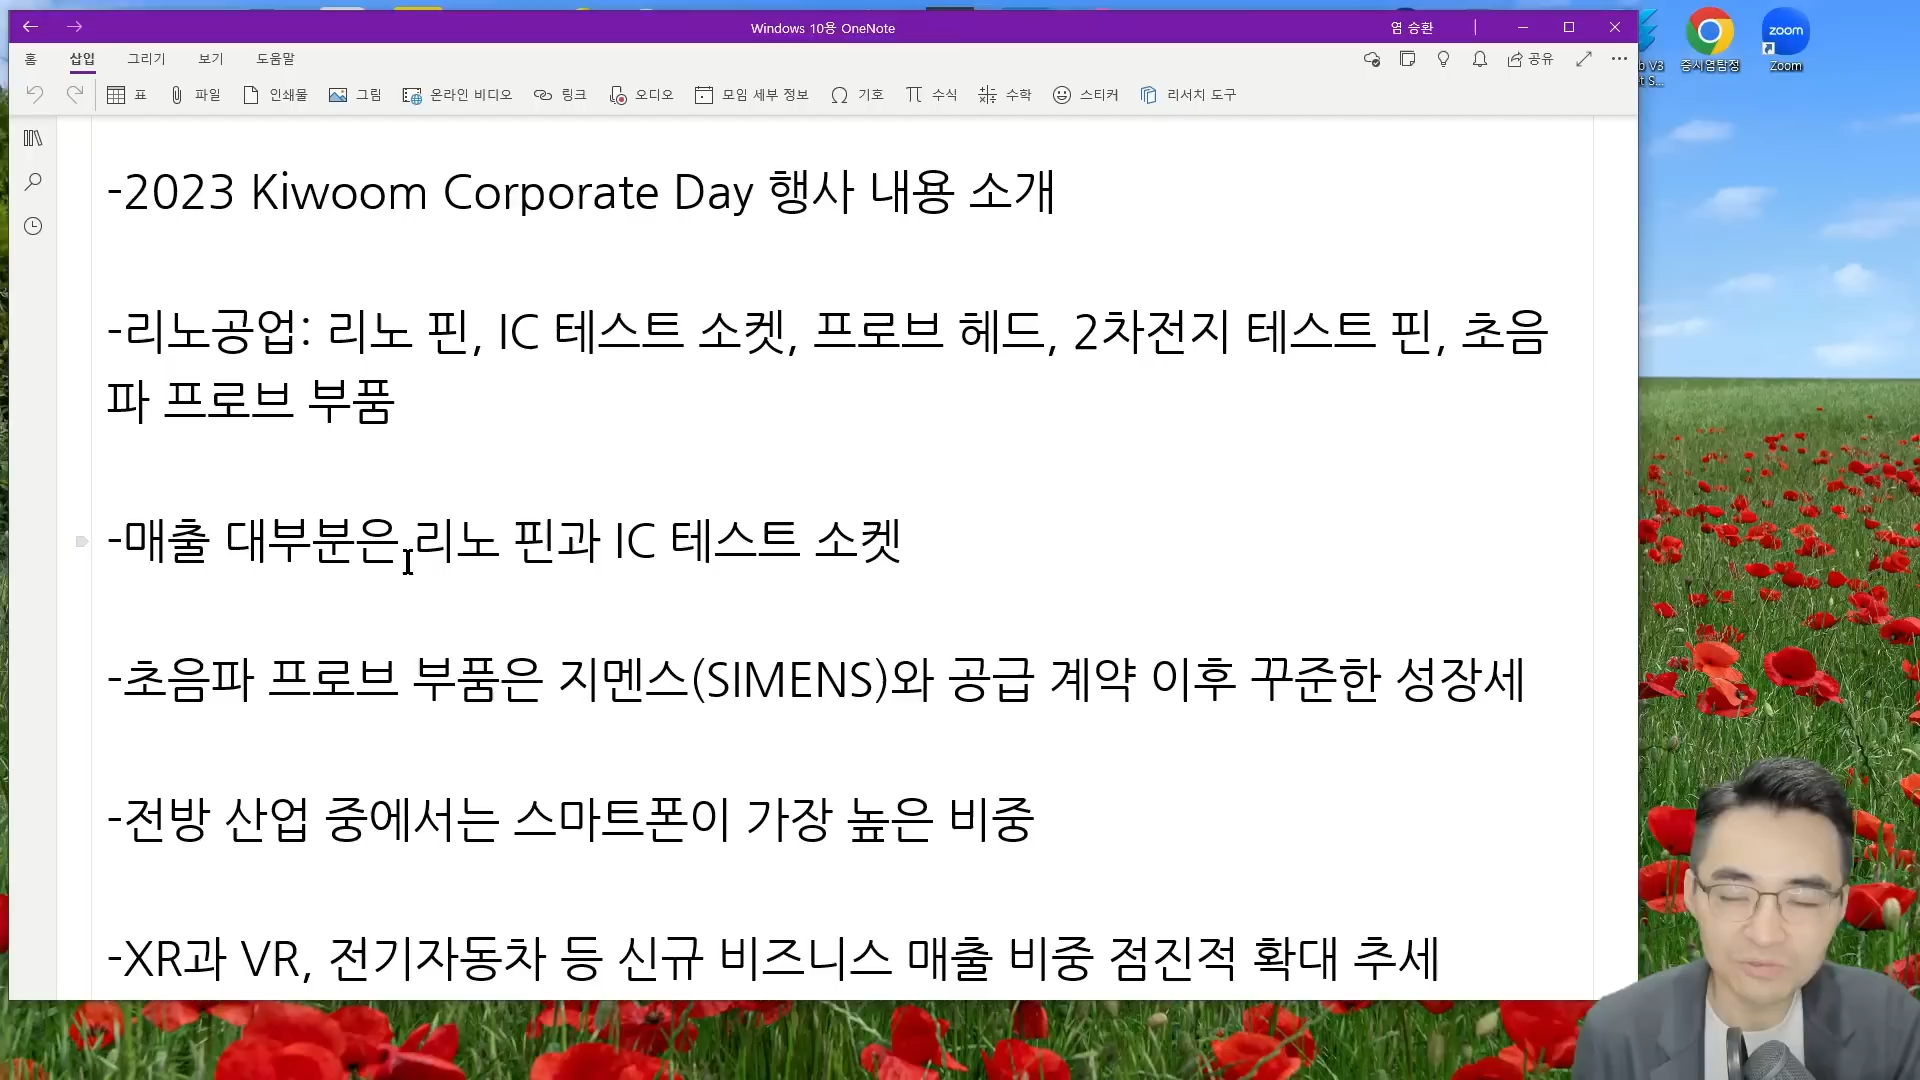 Windows 10용 OneNote
염 승환
홈 삽입 그리기 보기 도움말
공유
표 파일 인쇄물 그림 온라인 비디오 링크 오디오 모임 세부 정보 기호 수식 수학 스티커 리서치 도구
-2023 Kiwoom Corporate Day 행사 내용 소개
-리노공업: 리노 핀, IC 테스트 소켓, 프로브 헤드, 2차전지 테스트 핀, 초음
파 프로브 부품
-매출 대부분은 리노 핀과 IC 테스트 소켓
-초음파 프로브 부품은 지멘스(SIMENS)와 공급 계약 이후 꾸준한 성장세
-전방 산업 중에서는 스마트폰이 가장 높은 비중
-XR과 VR, 전기자동차 등 신규 비즈니스 매출 비중 점진적 확대 추세
b V3
t S...
증시염탐정
zoom
Zoom